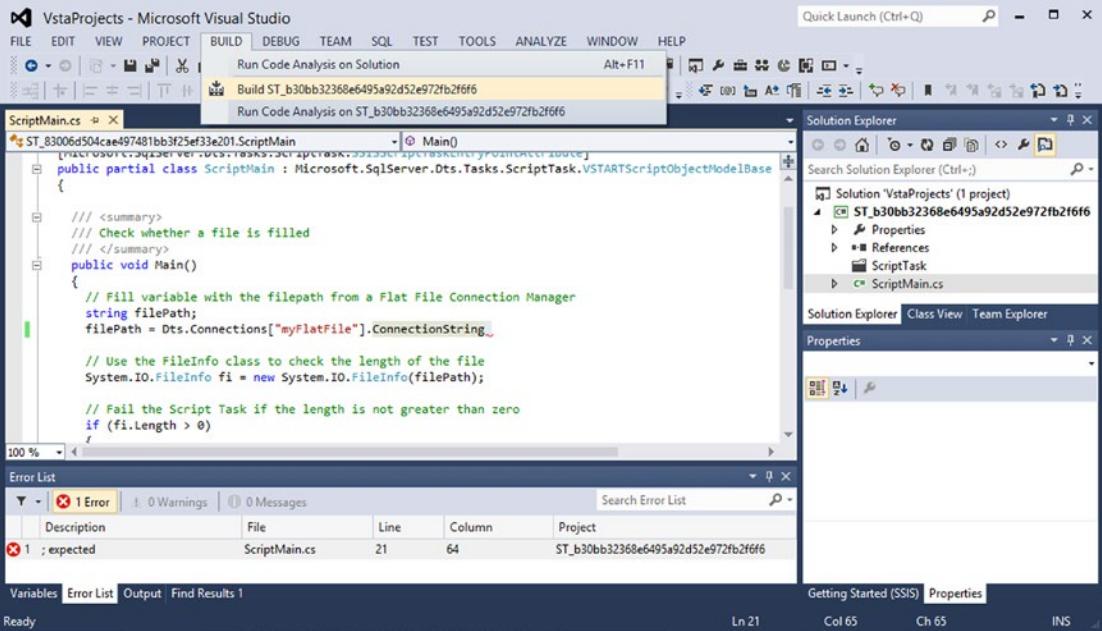 VstaProjects - Microsoft Visual Studio
Quick Launch (Ctrl+Q)
FILE EDIT VIEW PROJECT BUILD DEBUG TEAM SQL TEST TOOLS ANALYZE WINDOW HELP
Run Code Analysis on Solution Alt+F11
Build ST_b30bb32368e6495a92d52e972fb2f6f6
Run Code Analysis on ST_b30bb32368e6495a92d52e972fb2f6f6
ScriptMain.cs
ST_83006d504cae497481bb3f25ef33e201.ScriptMain Main()
[Microsoft.SqlServer.Dts.Tasks.ScriptTask.SSISScriptTaskEntryPointAttribute]
public partial class ScriptMain : Microsoft.SqlServer.Dts.Tasks.ScriptTask.VSTARTScriptObjectModelBase
{
/// <summary>
/// Check whether a file is filled
/// </summary>
public void Main()
{
// Fill variable with the filepath from a Flat File Connection Manager
string filePath;
filePath = Dts.Connections["myFlatFile"].ConnectionString
// Use the FileInfo class to check the length of the file
System.IO.FileInfo fi = new System.IO.FileInfo(filePath);
// Fail the Script Task if the length is not greater than zero
if (fi.Length > 0)
{
100 %
Solution Explorer
Search Solution Explorer (Ctrl+;)
Solution 'VstaProjects' (1 project)
ST_b30bb32368e6495a92d52e972fb2f6f6
Properties
References
ScriptTask
ScriptMain.cs
Solution Explorer Class View Team Explorer
Properties
Error List
1 Error 0 Warnings 0 Messages Search Error List
Description File Line Column Project
1 ; expected ScriptMain.cs 21 64 ST_b30bb32368e6495a92d52e972fb2f6f6
Variables Error List Output Find Results 1
Getting Started (SSIS) Properties
Ready Ln 21 Col 65 Ch 65 INS